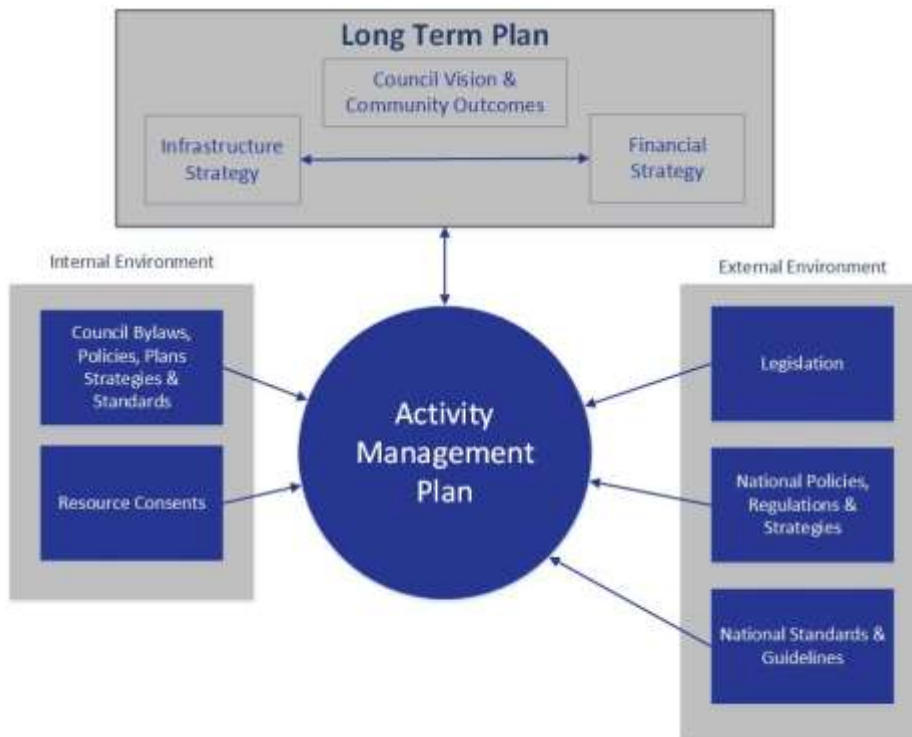 Long Term Plan
Council Vision &
Community Outcomes
Infrastructure
Strategy
Financial
Strategy
Internal Environment
External Environment
Council Bylaws,
Policies, Plans
Strategies &
Standards
Resource Consents
Activity
Management
Plan
Legislation
National Policies,
Regulations &
Strategies
National Standards &
Guidelines